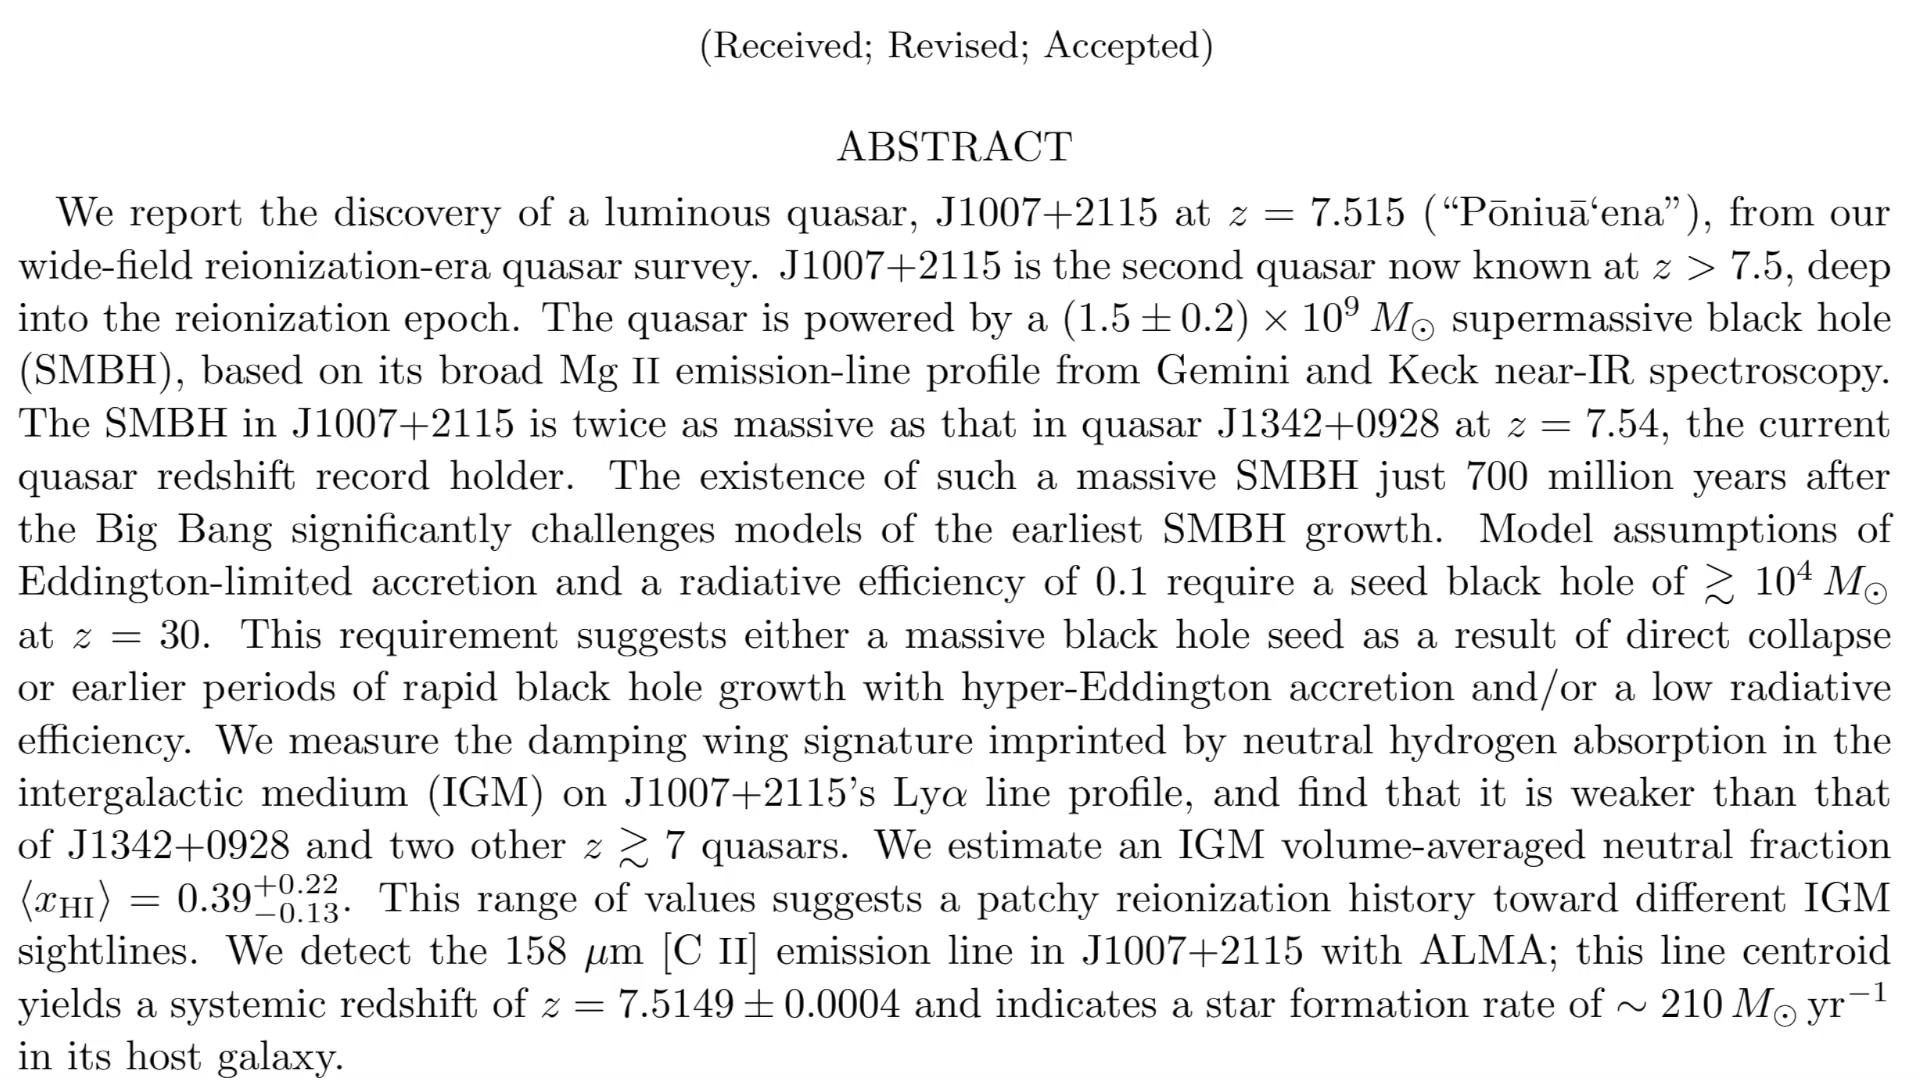 (Received; Revised; Accepted)
ABSTRACT
We report the discovery of a luminous quasar, J1007+2115 at z = 7.515 (“Pōniuā‘ena”), from our
wide-field reionization-era quasar survey. J1007+2115 is the second quasar now known at z > 7.5, deep
into the reionization epoch. The quasar is powered by a (1.5 ± 0.2) × 10⁹ M⊙ supermassive black hole
(SMBH), based on its broad Mg II emission-line profile from Gemini and Keck near-IR spectroscopy.
The SMBH in J1007+2115 is twice as massive as that in quasar J1342+0928 at z = 7.54, the current
quasar redshift record holder. The existence of such a massive SMBH just 700 million years after
the Big Bang significantly challenges models of the earliest SMBH growth. Model assumptions of
Eddington-limited accretion and a radiative efficiency of 0.1 require a seed black hole of ≳ 10⁴ M⊙
at z = 30. This requirement suggests either a massive black hole seed as a result of direct collapse
or earlier periods of rapid black hole growth with hyper-Eddington accretion and/or a low radiative
efficiency. We measure the damping wing signature imprinted by neutral hydrogen absorption in the
intergalactic medium (IGM) on J1007+2115’s Lyα line profile, and find that it is weaker than that
of J1342+0928 and two other z ≳ 7 quasars. We estimate an IGM volume-averaged neutral fraction
⟨xHI⟩ = 0.39+0.22−0.13. This range of values suggests a patchy reionization history toward different IGM
sightlines. We detect the 158 μm [C II] emission line in J1007+2115 with ALMA; this line centroid
yields a systemic redshift of z = 7.5149 ± 0.0004 and indicates a star formation rate of ∼ 210 M⊙ yr⁻¹
in its host galaxy.